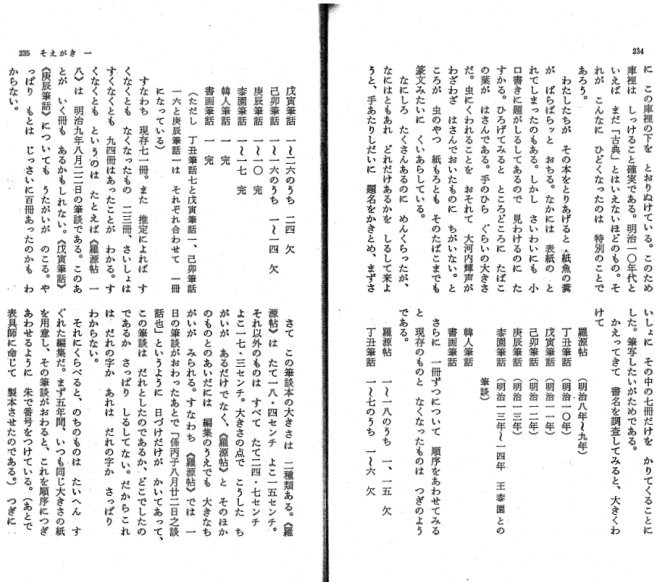 234
に この庫裡の下を とおりぬけている。このため
庫裡は しっけること確実である。明治一〇年代と
いえば まだ「古典」とはいえないほどのもの。そ
れが こんなに ひどくなったのは 特別のことで
あろう。
わたしたちが その本をとりあげると 紙魚の糞
がぱらぱらッと おちる。なかには 表紙の と
れてしまったのもある。しかし さいわいにも 小
口書きに題がしるしてあるので 見わけるのに た
すかる。ひろげてみると ところどころに たばこ
の葉が はさんである。手のひら ぐらいの大きさ
だ。虫にくわれることを おそれて 大河内輝声が
わざわざ はさんでおいたものに ちがいない。と
ころが 虫のやつ 紙もろとも そのたばこまでも
篆文みたいに くいあらしている。
なにしろ たくさんあるのに めんくらったが、
なにはともあれ どれだけあるかを しるして来よ
うと、手あたりしだいに 題名をかきとめ、まずさ
いしょに その中の七冊だけを かりてくることに
した。筆写したいがためである。
かえってきて 書名を調査してみると、大きくわ
けて
羅源帖 (明治八年〜九年)
丁丑筆話 (明治一〇年)
戊寅筆話 (明治一一年)
己卯筆話 (明治一二年)
庚辰筆話 (明治一三年)
桼園筆話 (明治一三年〜一四年 王桼園との
筆談)
韓人筆話
書画筆話
さらに 一冊ずつについて 順序をあわせてみる
と 現存のものと なくなったものは つぎのよう
である。
羅源帖 一〜一八のうち 一、一五 欠
丁丑筆話 一〜七のうち 一〜六 欠
235 そえがき 一
戊寅筆話 一〜二六のうち 二四 欠
己卯筆話 一〜一六のうち 一〜一四 欠
庚辰筆話 一〜一〇 完
桼園筆話 一〜一七 完
韓人筆話 一 完
書画筆話 一 完
(ただし 丁丑筆話七と戊寅筆話一、己卯筆話
一六と庚辰筆話一は それぞれ合わせて 一冊
になっている)
すなわち 現存七一冊。また 推定によれば す
くなくとも なくなったもの 二三冊、さいしょは
すくなくとも 九四冊はあったことが わかる。す
くなくとも というのは たとえば《羅源帖 一
八》は 明治九年八月二二日の筆談である。このあ
とが いく冊も あるかもしれない。《戊寅筆話》
《庚辰筆話》についても うたがいが のこる。や
っぱり もとは じっさいに百冊あったのかも わ
からない。
さて この筆談本の大きさは 二種類ある。《羅
源帖》は たて一八・四センチ よこ一五センチ。
それ以外のものは すべて たて二四・七センチ
よこ一七・三センチ。大きさの点で こうした ち
がいが あるだけでなく、《羅源帖》と そのほか
のものとのあいだには 編集のうえでも 大きなち
がいが みられる。すなわち《羅源帖》では 一
日の筆談がおわったあとで「係丙子八月廿二日之談
話也」というように 日づけだけが かいてあって、
この筆談は だれとしたのであるか、どこでしたの
であるか さっぱり しるしてない。だからこれ
は だれの字か あれは だれの字か さっぱり
わからない。
それにくらべると、のちのものは たいへん す
ぐれた編集だ。まず五年間、いつも同じ大きさの紙
を用意し、その筆談がおわると、これを順序につぎ
あわせるように 朱で番号をつけている。(あとで
表具師に命じて 製本させたのである。) つぎに